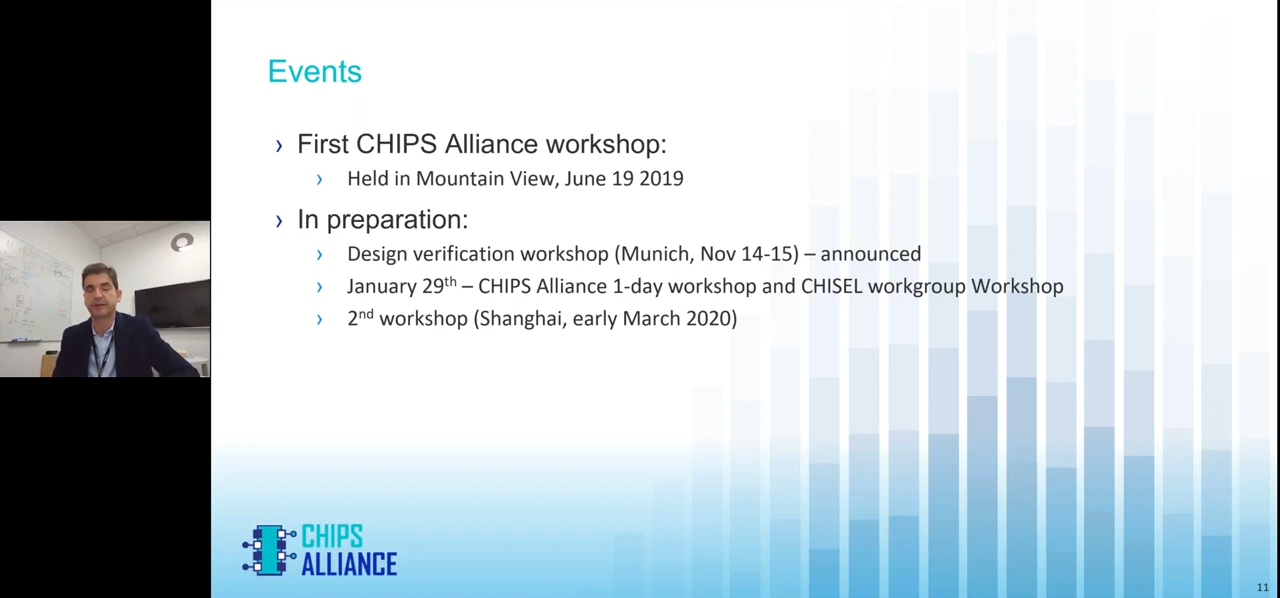 Events
› First CHIPS Alliance workshop:
› Held in Mountain View, June 19 2019
› In preparation:
› Design verification workshop (Munich, Nov 14-15) – announced
› January 29th – CHIPS Alliance 1-day workshop and CHISEL workgroup Workshop
› 2nd workshop (Shanghai, early March 2020)
CHIPS
ALLIANCE
11